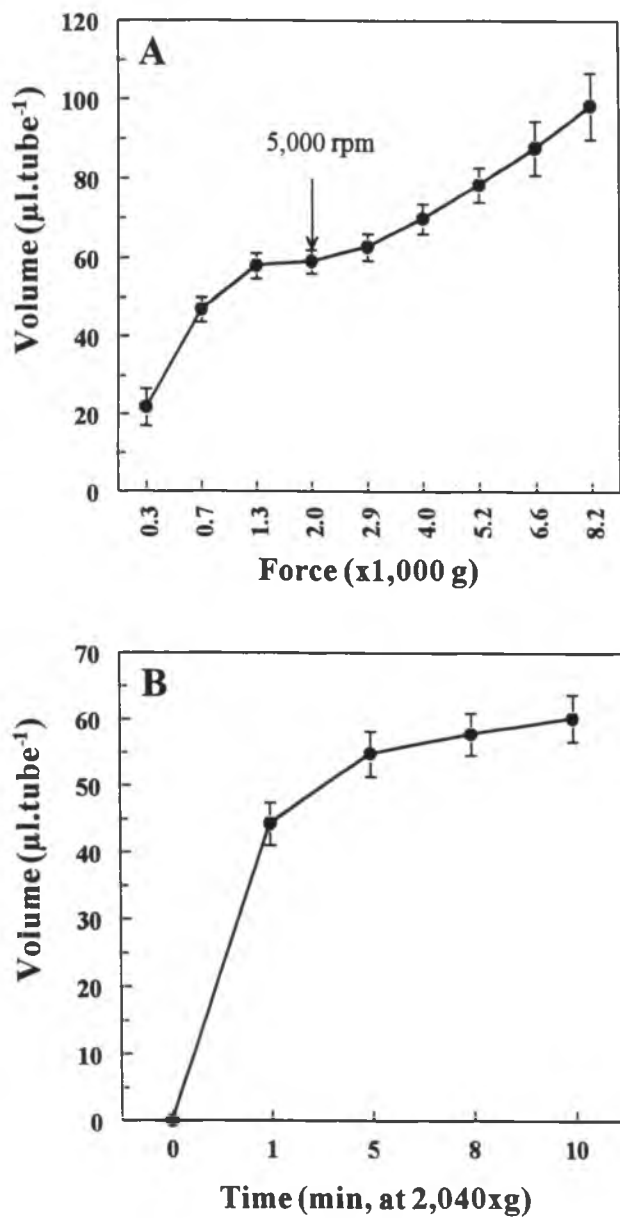 A
120
100
80
60
40
20
0
Volume (µl.tube⁻¹)
5,000 rpm
0.3 0.7 1.3 2.0 2.9 4.0 5.2 6.6 8.2
Force (x1,000 g)
B
70
60
50
40
30
20
10
0
Volume (µl.tube⁻¹)
0 1 5 8 10
Time (min, at 2,040xg)